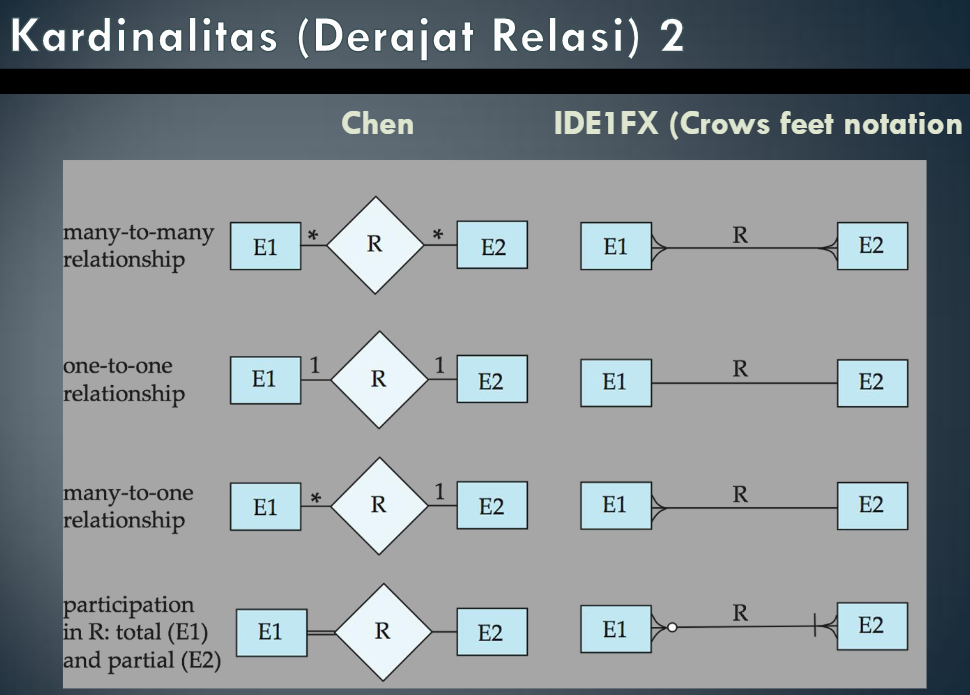 Kardinalitas (Derajat Relasi) 2
Chen
IDE1FX (Crows feet notation
many-to-many
relationship
E1 * R * E2
E1 R E2
one-to-one
relationship
E1 1 R 1 E2
E1 R E2
many-to-one
relationship
E1 * R 1 E2
E1 R E2
participation
in R: total (E1)
and partial (E2)
E1 R E2
E1 R E2